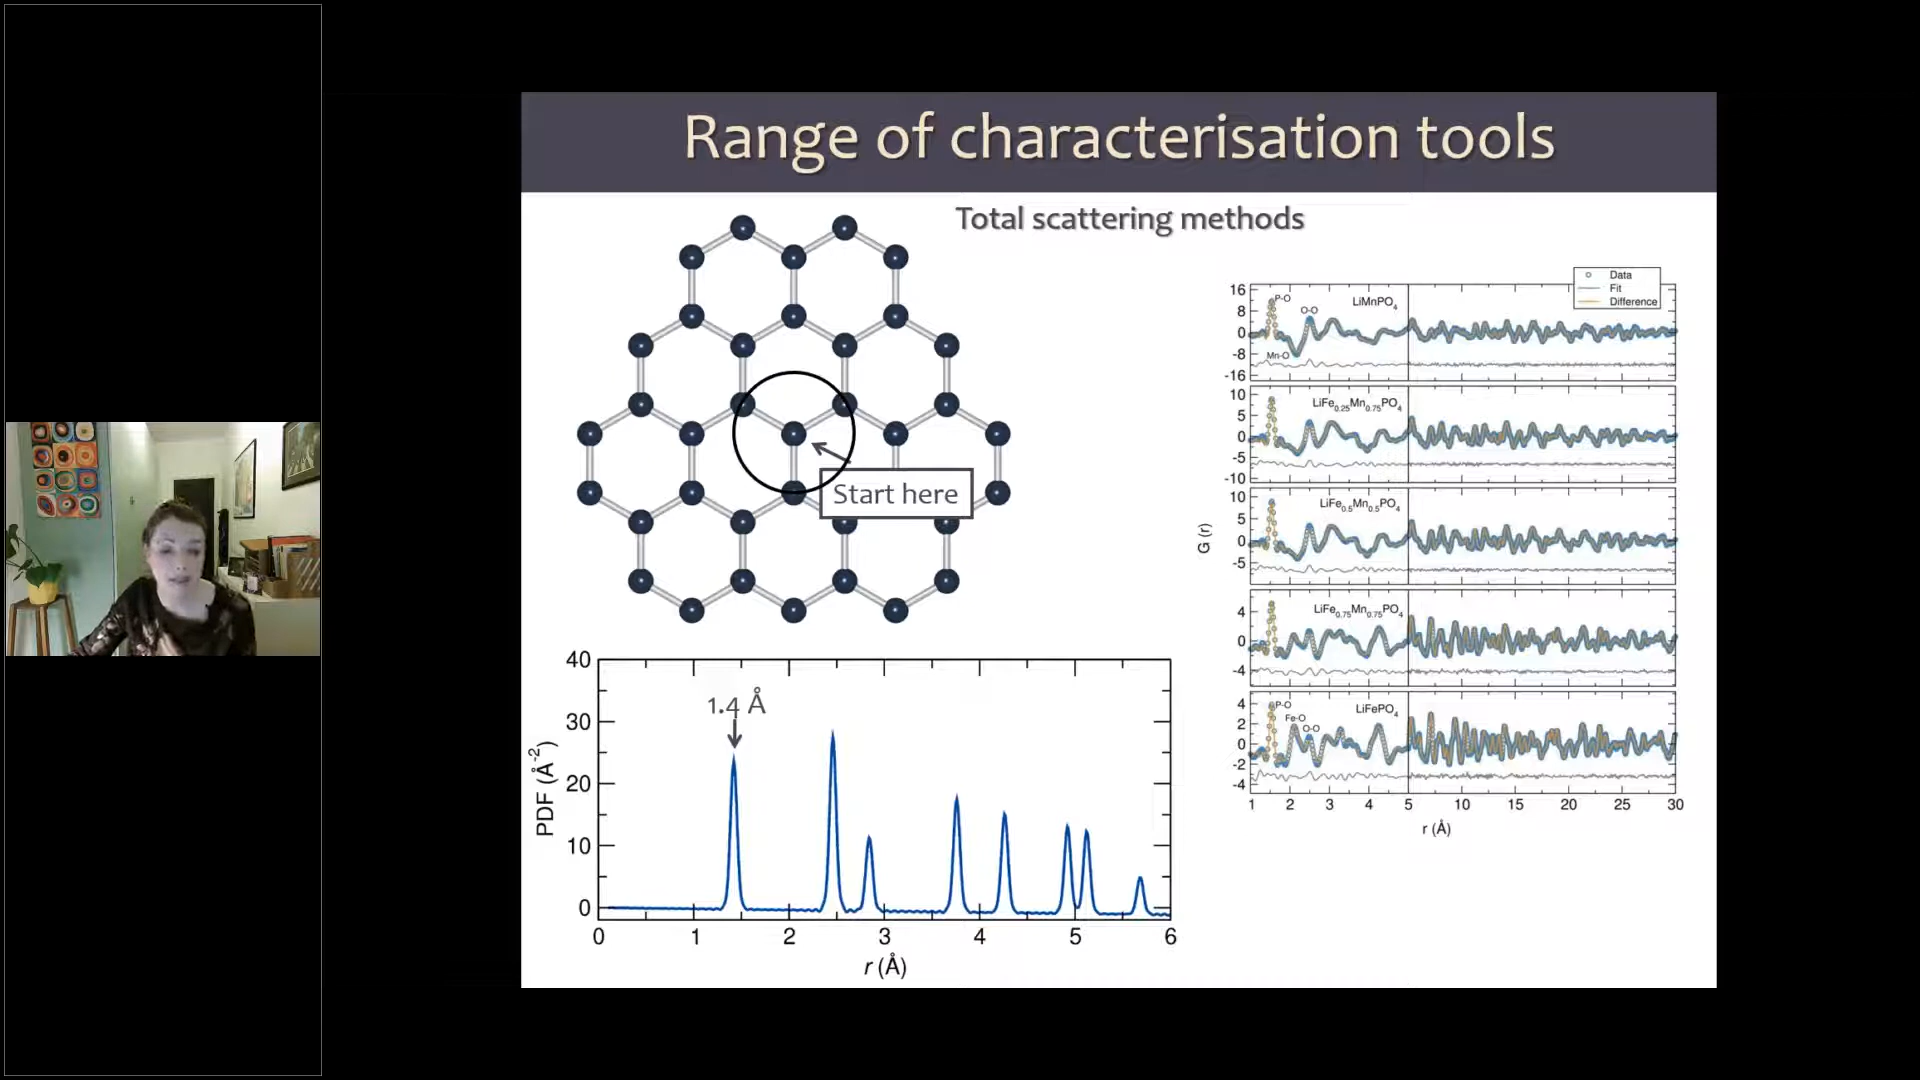 Range of characterisation tools
Total scattering methods
Start here
40
30
20
10
0
PDF (Å⁻²)
1.4 Å
0 1 2 3 4 5 6
r (Å)
Data
Fit
Difference
16
8
0
-8
-16
P-O
O-O
Mn-O
LiMnPO₄
10
5
0
-5
-10
LiFe₀.₂₅Mn₀.₇₅PO₄
10
5
0
-5
LiFe₀.₅Mn₀.₅PO₄
4
0
-4
LiFe₀.₇₅Mn₀.₇₅PO₄
4
2
0
-2
-4
P-O
Fe-O
O-O
LiFePO₄
G (r)
1 2 3 4 5 10 15 20 25 30
r (Å)